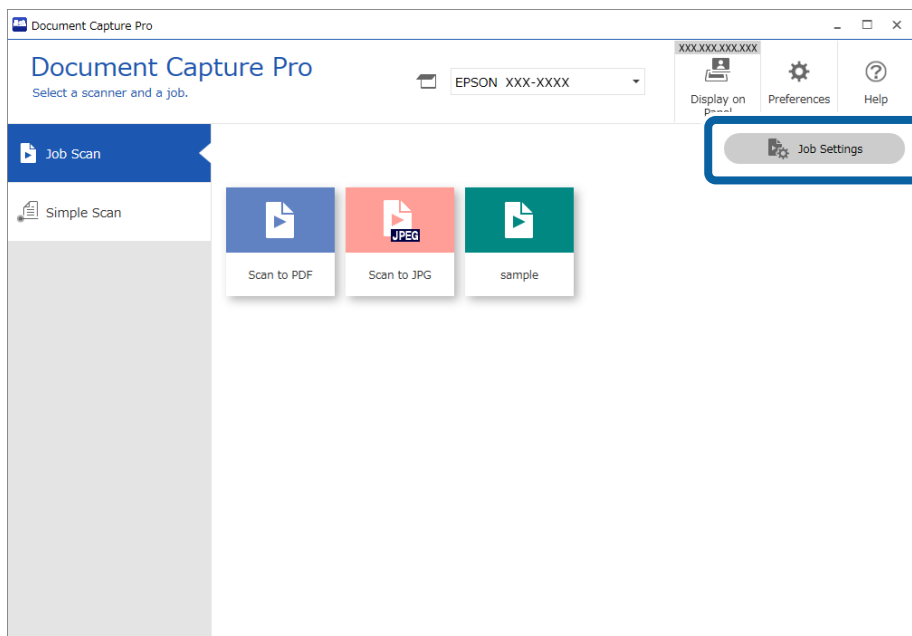 Document Capture Pro
Document Capture Pro
Select a scanner and a job.
EPSON XXX-XXXX
XXX.XXX.XXX.XXX
Display on
Panel
Preferences
Help
Job Scan
Job Settings
Simple Scan
JPEG
Scan to PDF
Scan to JPG
sample